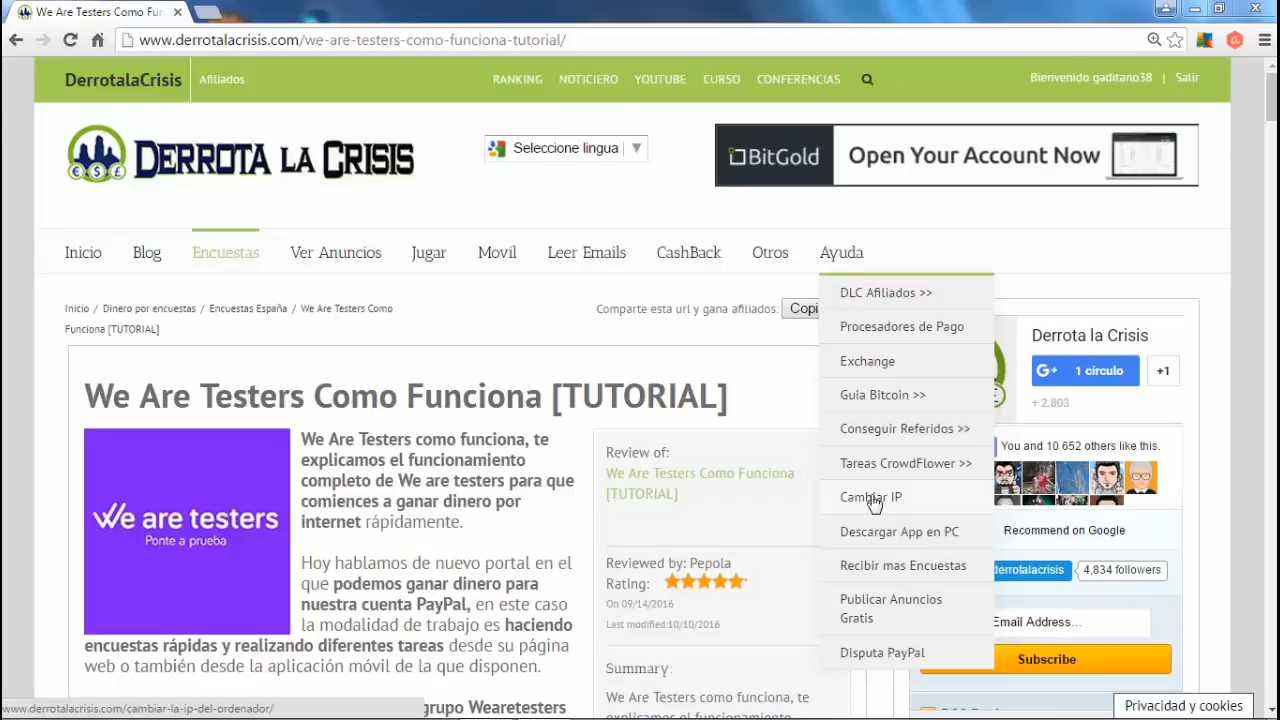 We Are Testers Como Fun
www.derrotalacrisis.com/we-are-testers-como-funciona-tutorial/
DerrotalaCrisis
Afiliados
RANKING
NOTICIERO
YOUTUBE
CURSO
CONFERENCIAS
Bienvenido gaditano38 | Salir
DERROTA LA CRISIS
Seleccione lingua
BitGold
Open Your Account Now
Inicio
Blog
Encuestas
Ver Anuncios
Jugar
Movil
Leer Emails
CashBack
Otros
Ayuda
DLC Afiliados >>
Procesadores de Pago
Exchange
Guia Bitcoin >>
Conseguir Referidos >>
Tareas CrowdFlower >>
Cambiar IP
Descargar App en PC
Recibir mas Encuestas
Publicar Anuncios
Gratis
Disputa PayPal
Inicio / Dinero por encuestas / Encuestas España / We Are Testers Como
Funciona [TUTORIAL]
Comparte esta url y gana afiliados:
Copi
We Are Testers Como Funciona [TUTORIAL]
We are testers
Ponte a prueba
We Are Testers como funciona, te
explicamos el funcionamiento
completo de We are testers para que
comiences a ganar dinero por
internet rápidamente.
Hoy hablamos de nuevo portal en el
que podemos ganar dinero para
nuestra cuenta PayPal, en este caso
la modalidad de trabajo es haciendo
encuestas rápidas y realizando diferentes tareas desde su página
web o también desde la aplicación móvil de la que disponen.
grupo Wearetesters
Review of:
We Are Testers Como Funciona
[TUTORIAL]
Reviewed by: Pepola
Rating:
On 09/14/2016
Last modified:10/10/2016
Summary:
We Are Testers como funciona, te
explicamos el funcionamiento
Derrota la Crisis
G+ 1 círculo
+1
+ 2.803
You and 10 652 others like this.
Recommend on Google
derrotalacrisis
4,834 followers
Email Address...
Subscribe
Privacidad y cookies
www.derrotalacrisis.com/cambiar-la-ip-del-ordenador/